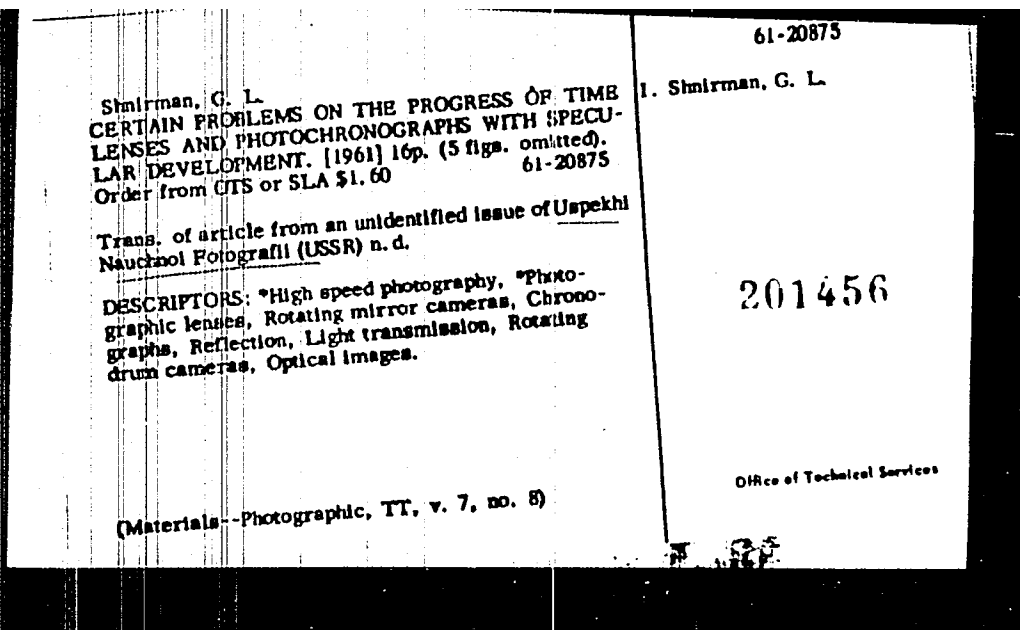 61-20875
Shnirman, G. L.
CERTAIN PROBLEMS ON THE PROGRESS OF TIME
LENSES AND PHOTOCHRONOGRAPHS WITH SPECU-
LAR DEVELOPMENT. [1961] 16p. (5 figs. omitted).
Order from OTS or SLA $1.60 61-20875
Trans. of article from an unidentified issue of Uspekhi
Nauchnoi Fotografii (USSR) n. d.
DESCRIPTORS: *High speed photography, *Photo-
graphic lenses, Rotating mirror cameras, Chrono-
graphs, Reflection, Light transmission, Rotating
drum cameras, Optical images.
(Materials--Photographic, TT, v. 7, no. 8)
1. Shnirman, G. L.
201456
Office of Technical Services